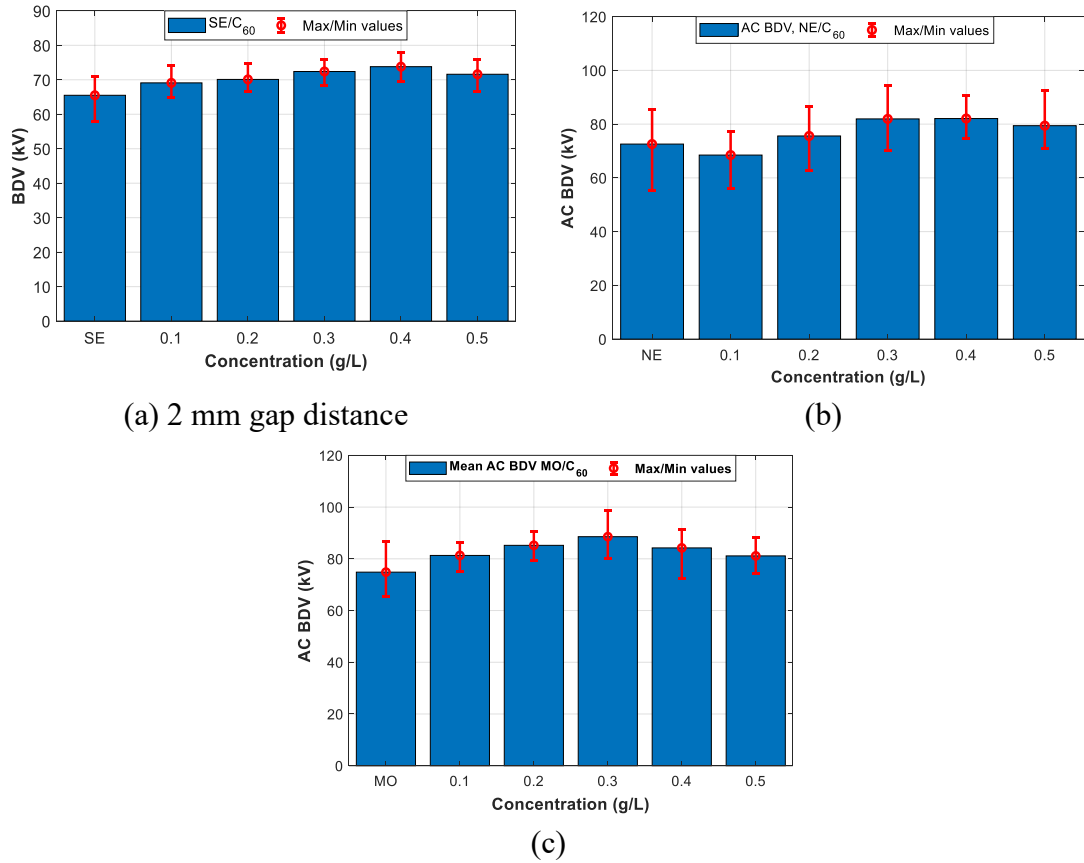 SE/C60 Max/Min values
BDV (kV)
90
80
70
60
50
40
30
20
10
0
SE 0.1 0.2 0.3 0.4 0.5
Concentration (g/L)
(a) 2 mm gap distance
AC BDV, NE/C60 Max/Min values
AC BDV (kV)
120
100
80
60
40
20
0
NE 0.1 0.2 0.3 0.4 0.5
Concentration (g/L)
(b)
Mean AC BDV MO/C60 Max/Min values
AC BDV (kV)
120
100
80
60
40
20
0
MO 0.1 0.2 0.3 0.4 0.5
Concentration (g/L)
(c)